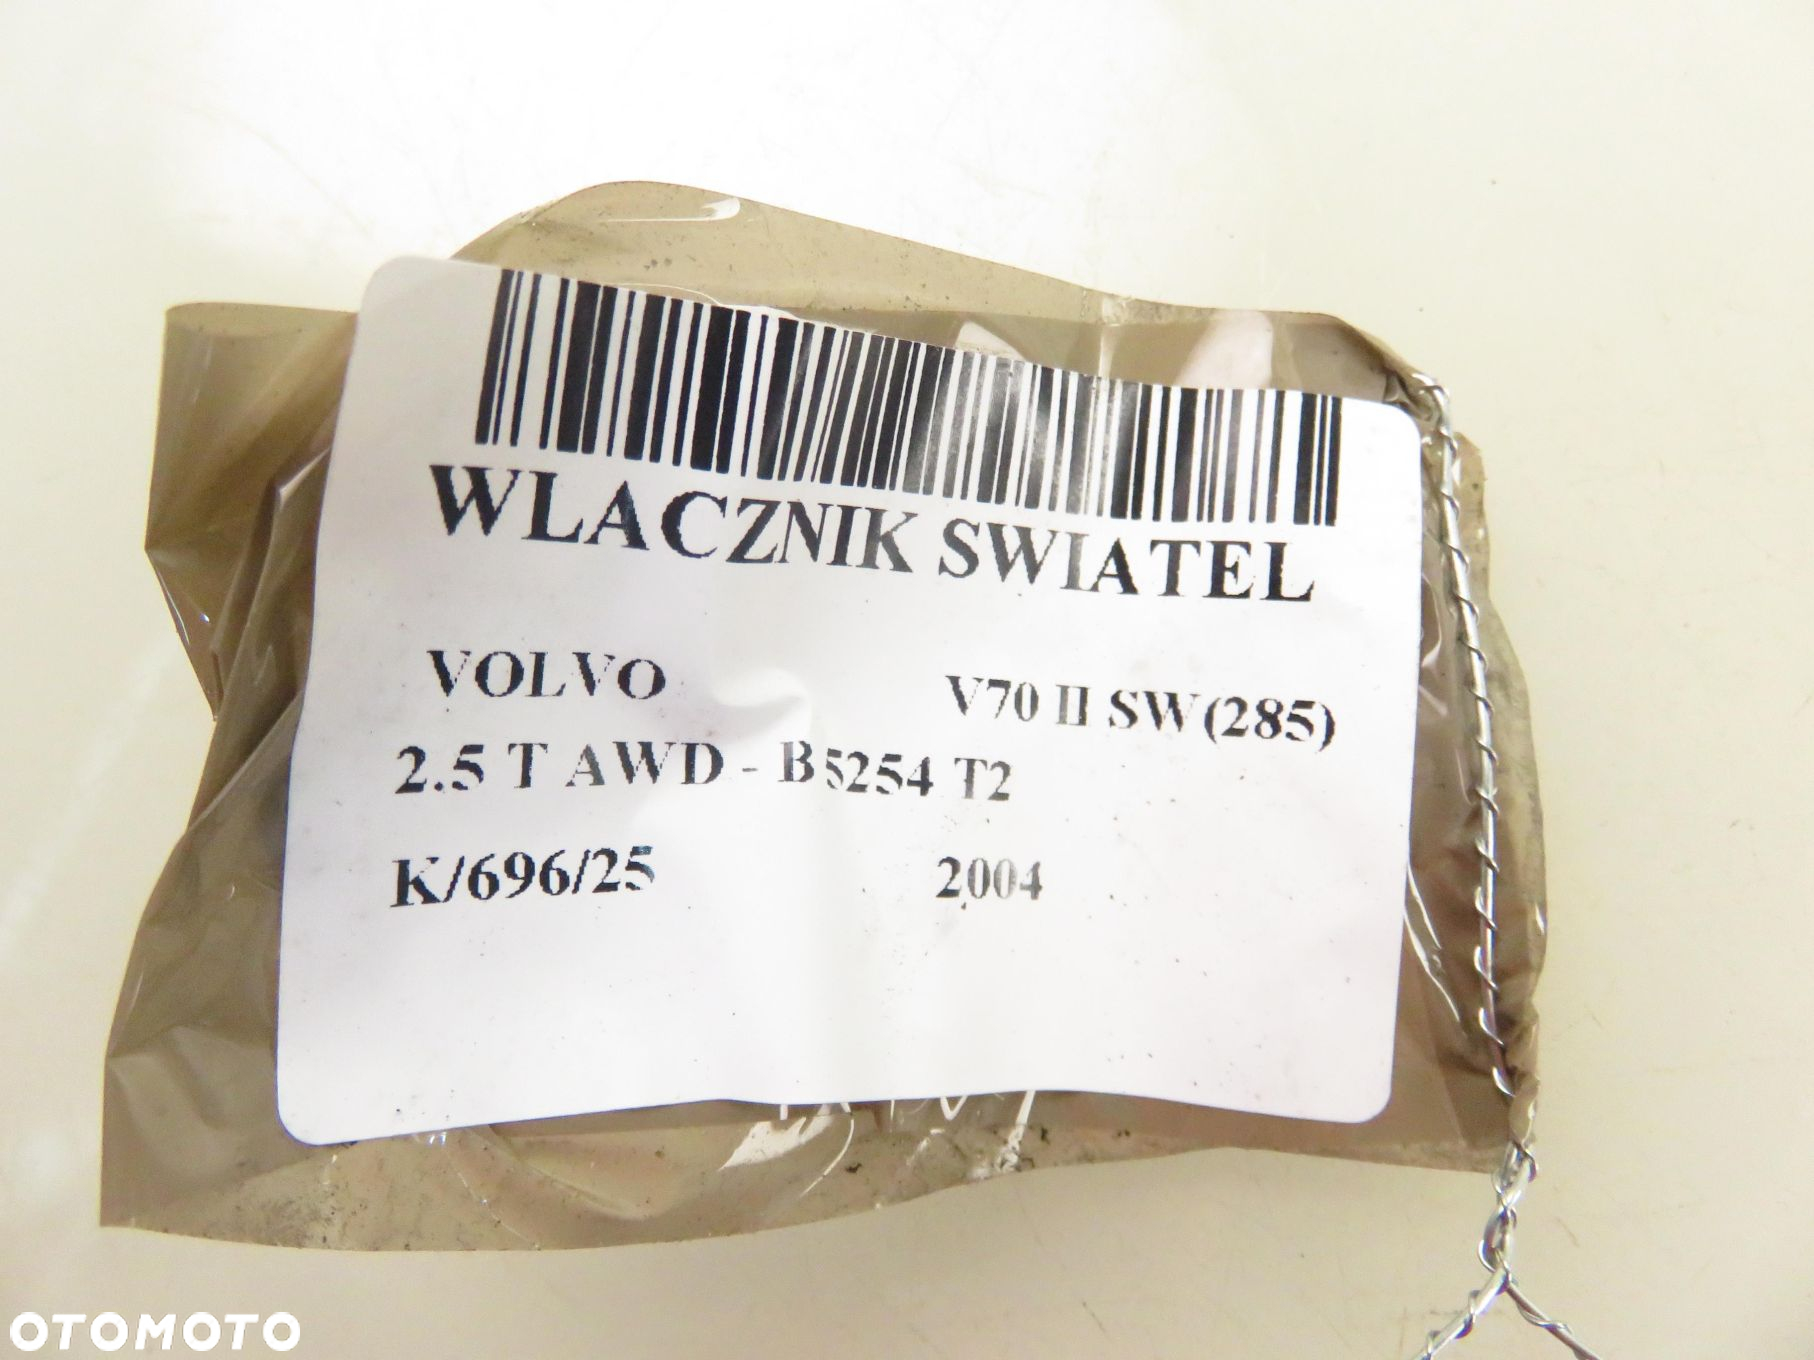 WLACZNIK SWIATEL
VOLVO V70 II SW(285)
2.5 T AWD - B5254 T2
K/696/25 2004
OTOMOTO